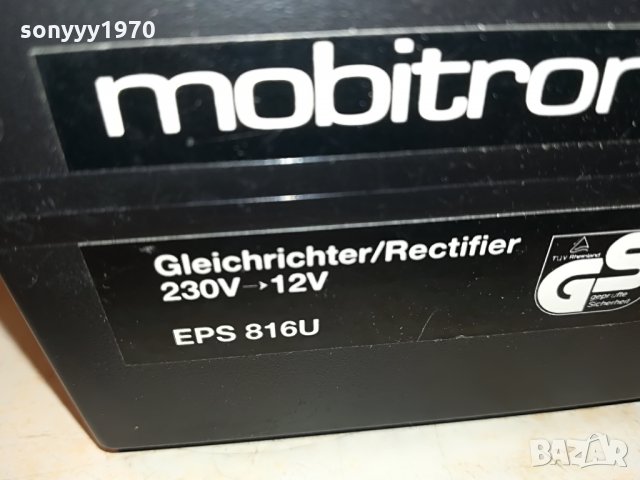 sonyyy1970
mobitron
Gleichrichter/Rectifier
230V→12V
EPS 816U
TÜV Rheinland
GS
geprüfte
Sicherheit
BAZAR